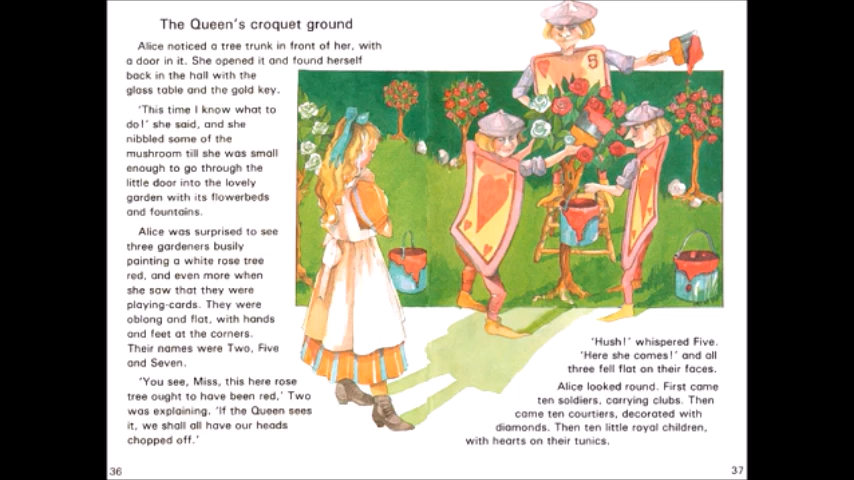 The Queen's croquet ground
Alice noticed a tree trunk in front of her, with
a door in it. She opened it and found herself
back in the hall with the
glass table and the gold key.
'This time I know what to
do!' she said, and she
nibbled some of the
mushroom till she was small
enough to go through the
little door into the lovely
garden with its flowerbeds
and fountains.
Alice was surprised to see
three gardeners busily
painting a white rose tree
red, and even more when
she saw that they were
playing-cards. They were
oblong and flat, with hands
and feet at the corners.
Their names were Two, Five
and Seven.
'You see, Miss, this here rose
tree ought to have been red,' Two
was explaining. 'If the Queen sees
it, we shall all have our heads
chopped off.'
36
5
'Hush!' whispered Five.
'Here she comes!' and all
three fell flat on their faces.
Alice looked round. First came
ten soldiers, carrying clubs. Then
came ten courtiers, decorated with
diamonds. Then ten little royal children,
with hearts on their tunics.
37